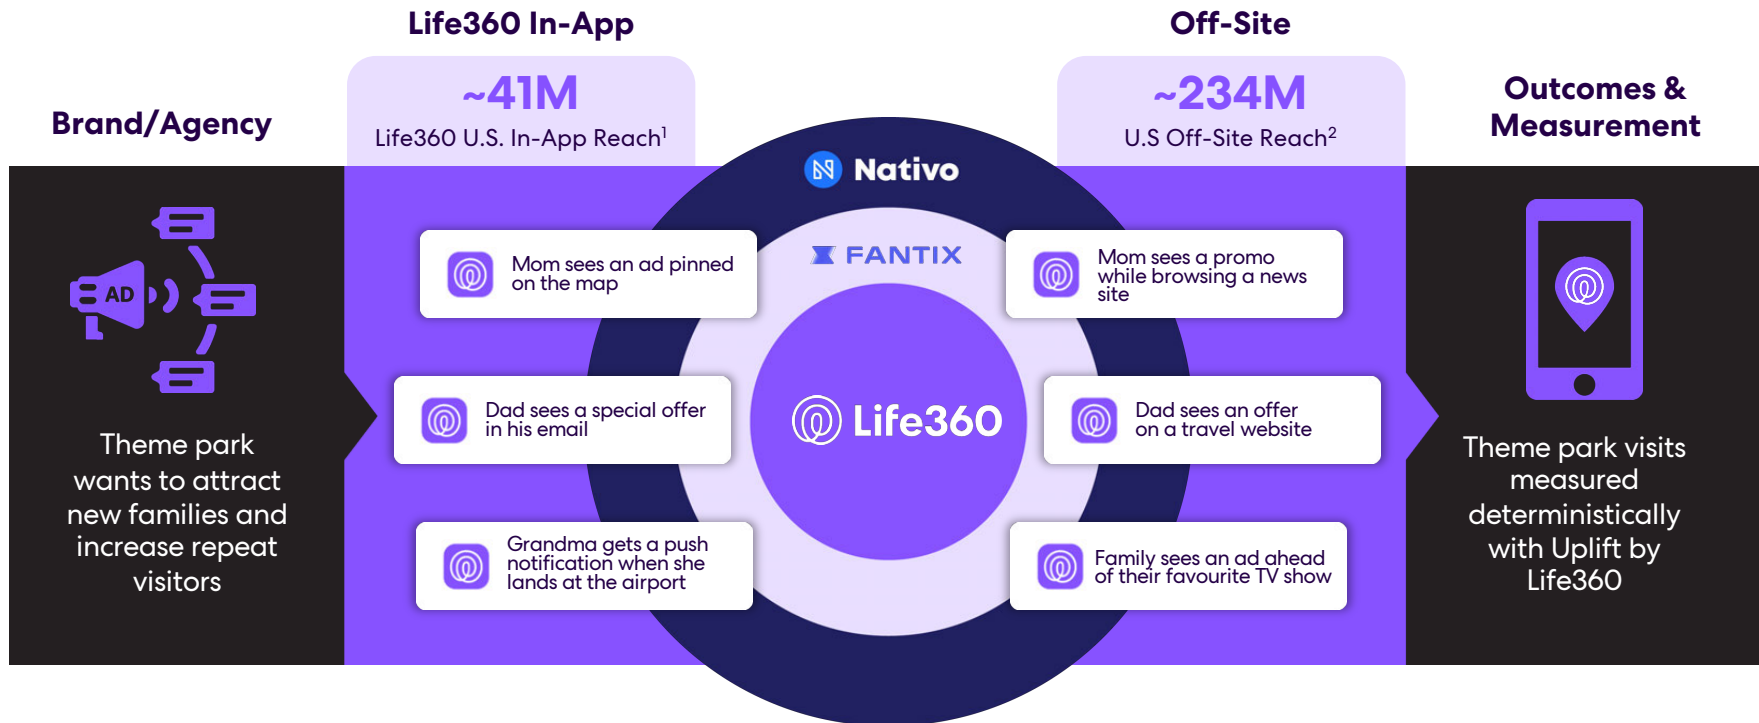 Life360 In-App
Off-Site
~41M
Life360 U.S. In-App Reach¹
~234M
U.S Off-Site Reach²
Brand/Agency
Outcomes &
Measurement
Nativo
FANTIX
Life360
AD
Theme park
wants to attract
new families and
increase repeat
visitors
Mom sees an ad pinned
on the map
Dad sees a special offer
in his email
Grandma gets a push
notification when she
lands at the airport
Mom sees a promo
while browsing a news
site
Dad sees an offer
on a travel website
Family sees an ad ahead
of their favourite TV show
Theme park visits
measured
deterministically
with Uplift by
Life360